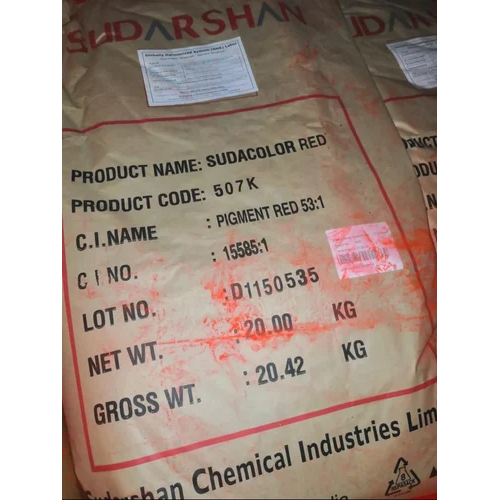 SUDARSHAN
PRODUCT NAME: SUDACOLOR RED
PRODUCT CODE: 507K
C.I.NAME : PIGMENT RED 53:1
C I NO. : 15585:1
LOT NO. :D1150535
NET WT. : 20.00 KG
GROSS WT. : 20.42 KG
Sudarshan Chemical Industries Lim